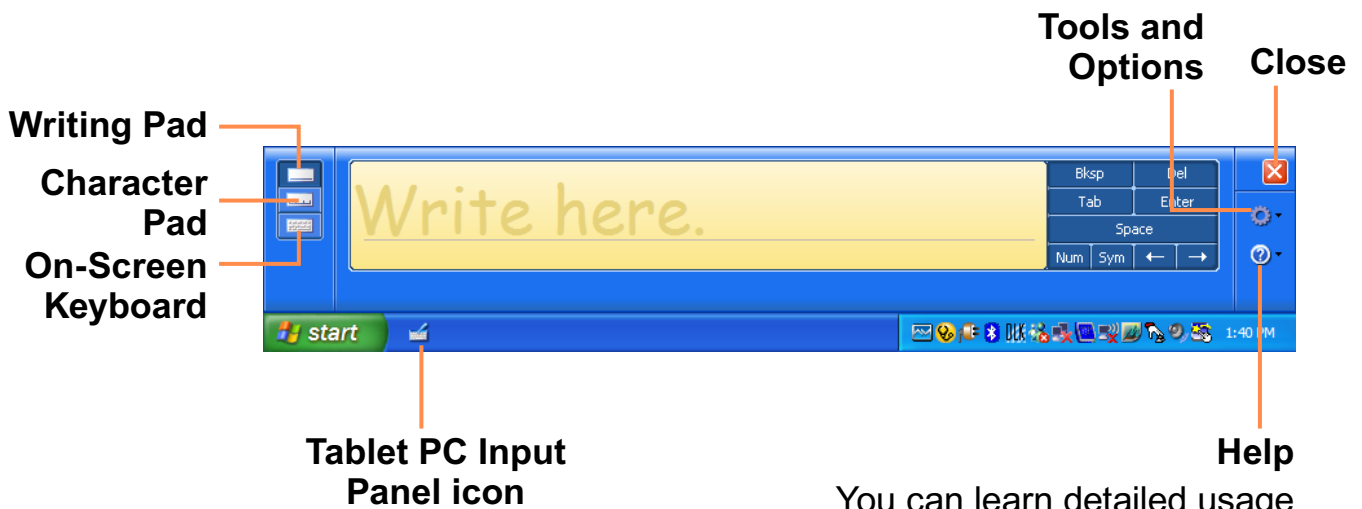 Tools and
Options
Close
Writing Pad
Character
Pad
On-Screen
Keyboard
Write here.
Bksp Del
Tab Enter
Space
Num Sym ← →
start
1:40 PM
Tablet PC Input
Panel icon
Help
You can learn detailed usage